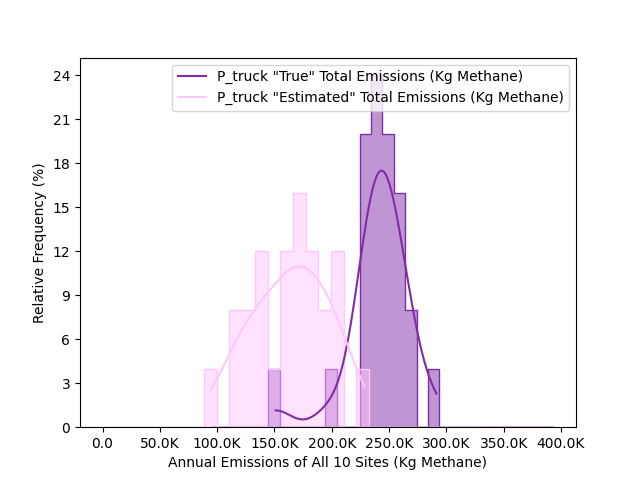 P_truck "True" Total Emissions (Kg Methane)
P_truck "Estimated" Total Emissions (Kg Methane)
Relative Frequency (%)
24
21
18
15
12
9
6
3
0
0.0 50.0K 100.0K 150.0K 200.0K 250.0K 300.0K 350.0K 400.0K
Annual Emissions of All 10 Sites (Kg Methane)